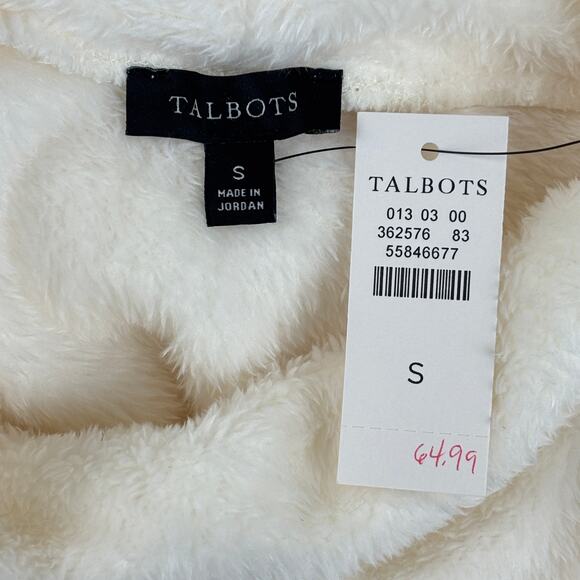 TALBOTS
S
MADE IN
JORDAN
TALBOTS
013 03 00
362576 83
55846677
S
64.99